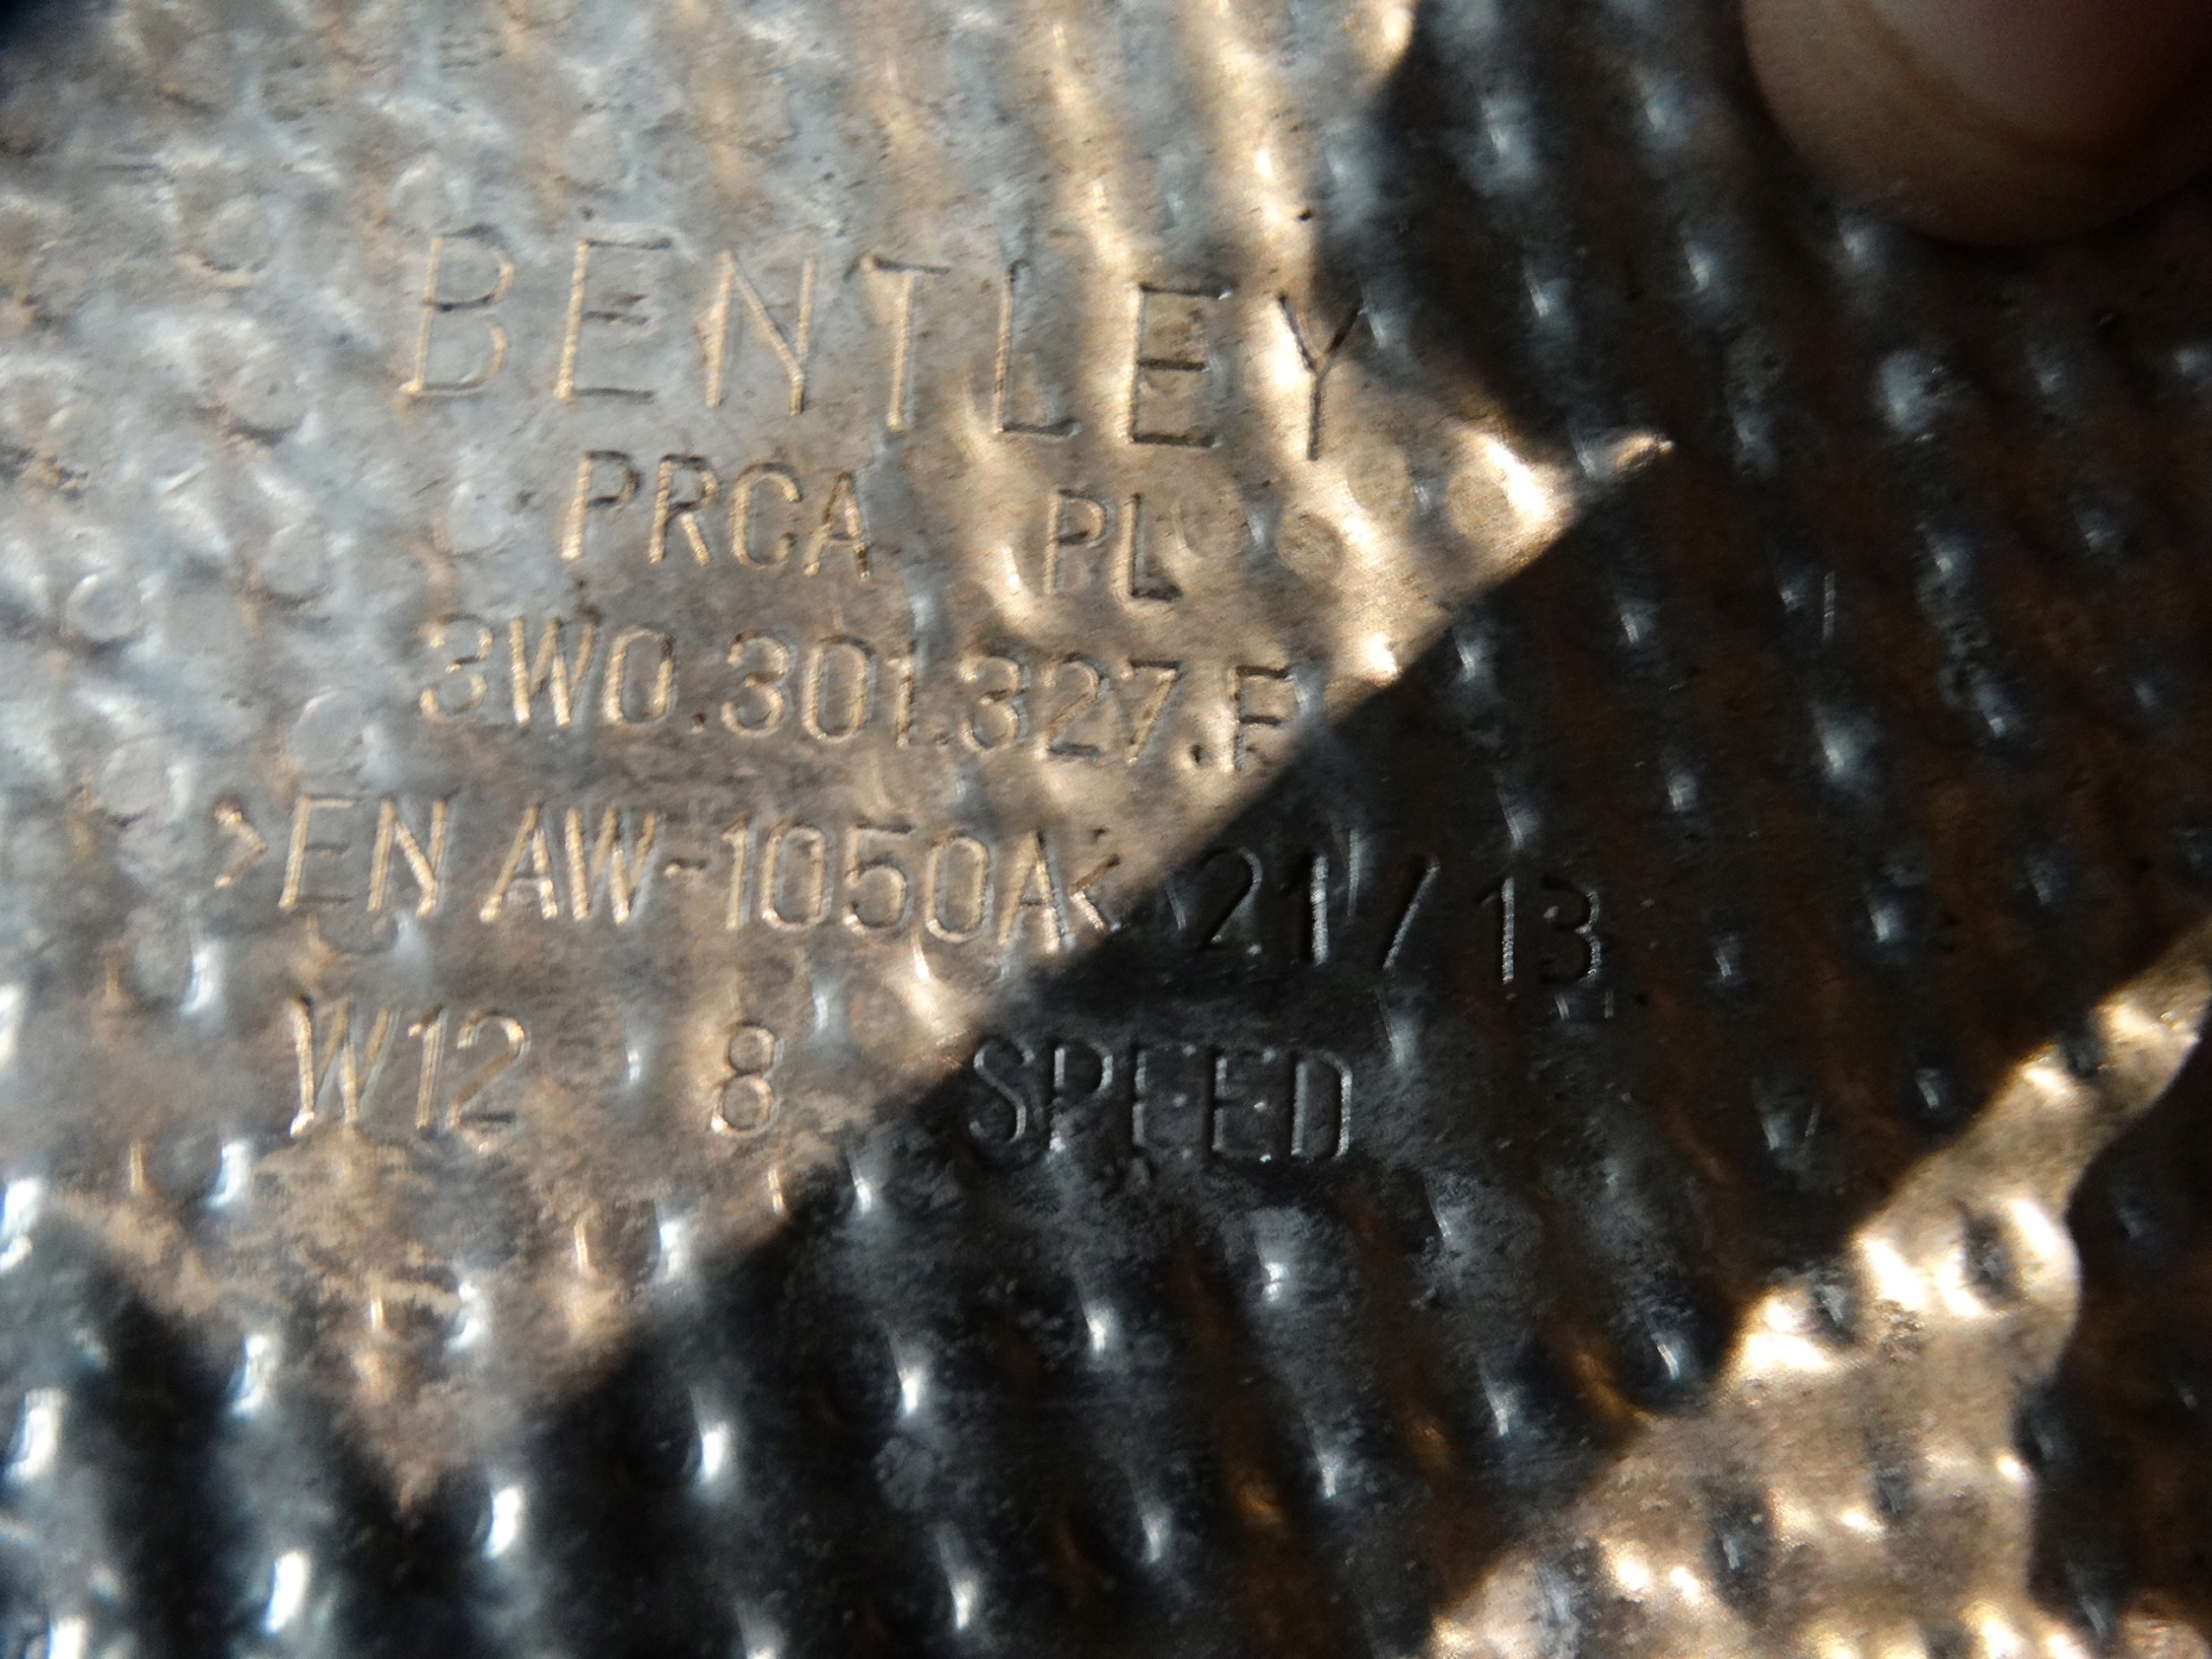 BENTLEY
PRCA PL
3W0.301.327.
>EN AW-1050A< 21 / 13
W12 8 SPEED